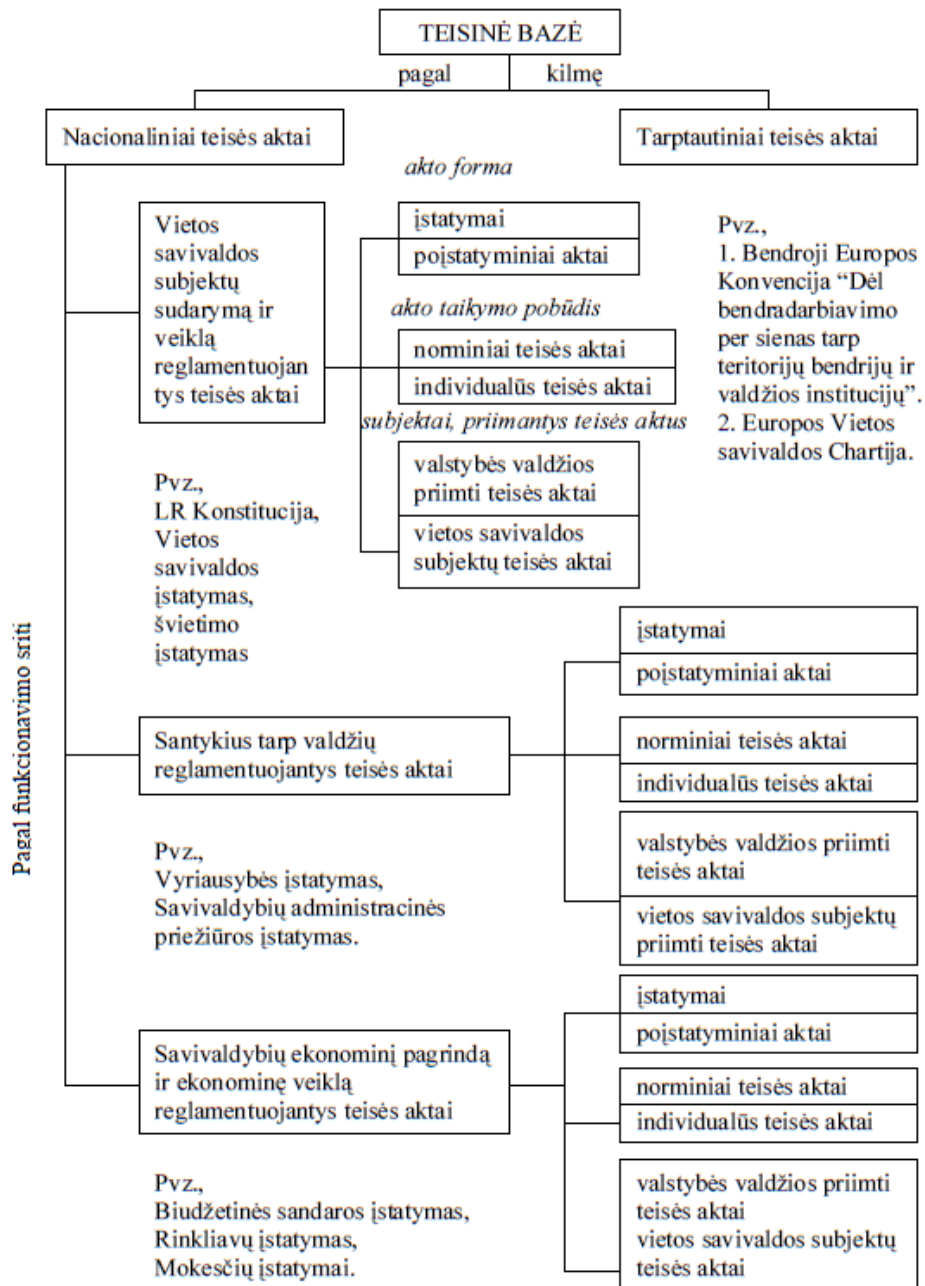 TEISINĖ BAZĖ
pagal kilmę
Nacionaliniai teisės aktai
Tarptautiniai teisės aktai
akto forma
Vietos
savivaldos
subjektų
sudarymą ir
veiklą
reglamentuojan
tys teisės aktai
įstatymai
poįstatyminiai aktai
akto taikymo pobūdis
norminiai teisės aktai
individualūs teisės aktai
subjektai, priimantys teisės aktus
valstybės valdžios
priimti teisės aktai
vietos savivaldos
subjektų teisės aktai
Pvz.,
1. Bendroji Europos
Konvencija “Dėl
bendradarbiavimo
per sienas tarp
teritorijų bendrijų ir
valdžios institucijų”.
2. Europos Vietos
savivaldos Chartija.
Pvz.,
LR Konstitucija,
Vietos
savivaldos
įstatymas,
švietimo
įstatymas
Pagal funkcionavimo sriti
Santykius tarp valdžių
reglamentuojantys teisės aktai
įstatymai
poįstatyminiai aktai
norminiai teisės aktai
individualūs teisės aktai
valstybės valdžios priimti
teisės aktai
vietos savivaldos subjektų
priimti teisės aktai
Pvz.,
Vyriausybės įstatymas,
Savivaldybių administracinės
priežiūros įstatymas.
Savivaldybių ekonominį pagrindą
ir ekonominę veiklą
reglamentuojantys teisės aktai
įstatymai
poįstatyminiai aktai
norminiai teisės aktai
individualūs teisės aktai
valstybės valdžios priimti
teisės aktai
vietos savivaldos subjektų
teisės aktai
Pvz.,
Biudžetinės sandaros įstatymas,
Rinkliavų įstatymas,
Mokesčių įstatymai.